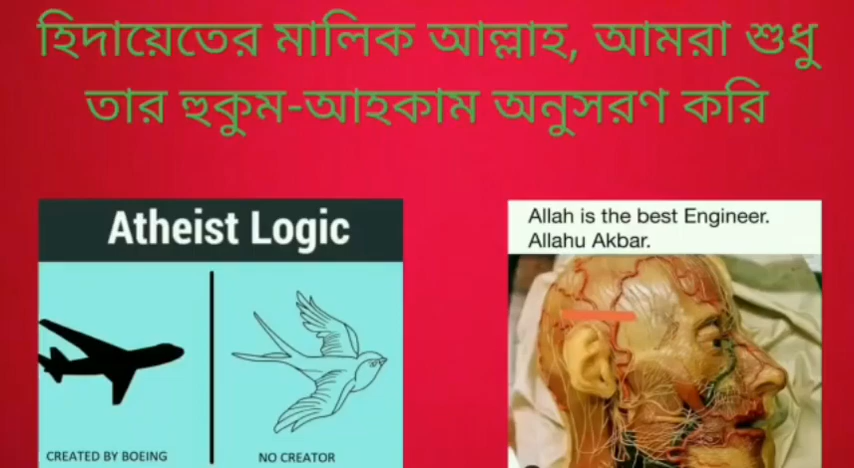 হিদায়েতের মালিক আল্লাহ, আমরা শুধু
তার হুকুম-আহকাম অনুসরণ করি
Atheist Logic
CREATED BY BOEING
NO CREATOR
Allah is the best Engineer.
Allahu Akbar.